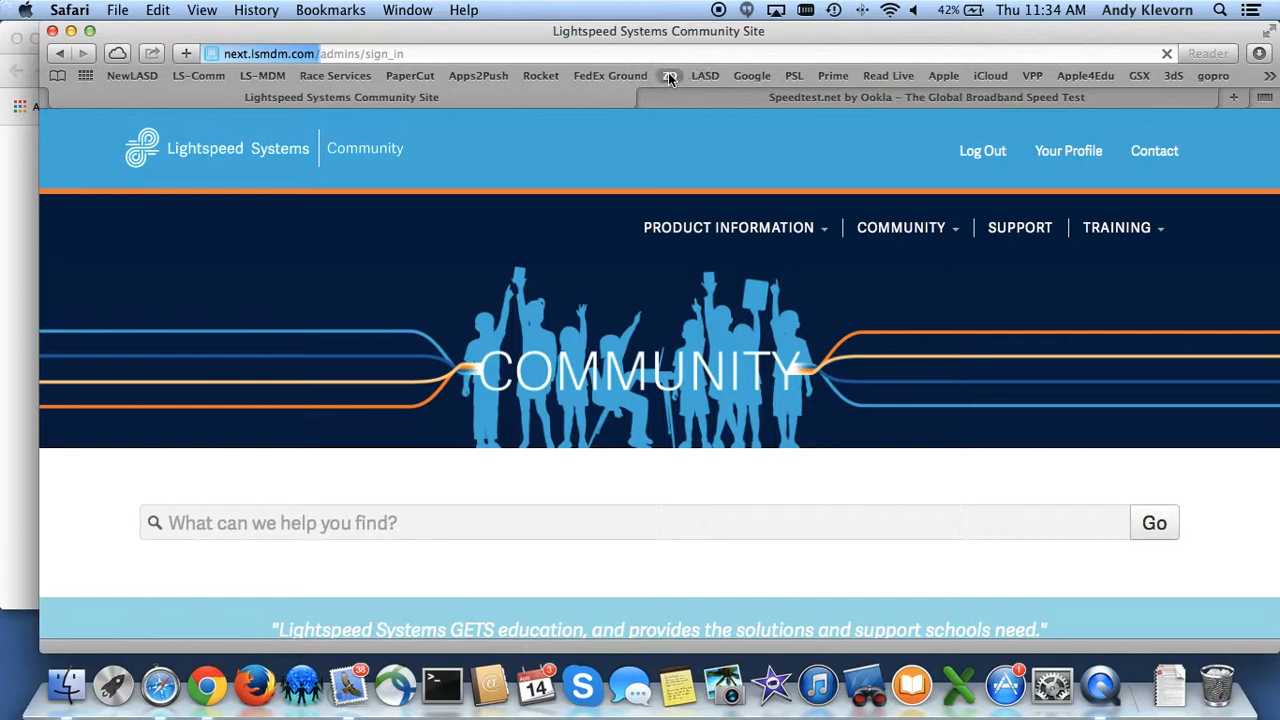 Safari File Edit View History Bookmarks Window Help 42% Thu 11:34 AM Andy Klevorn
Lightspeed Systems Community Site
next.lsmdm.com/admins/sign_in Reader
NewLASD LS-Comm LS-MDM Race Services PaperCut Apps2Push Rocket FedEx Ground LASD Google PSL Prime Read Live Apple iCloud VPP Apple4Edu GSX 3dS gopro
Lightspeed Systems Community Site Speedtest.net by Ookla – The Global Broadband Speed Test
Lightspeed Systems Community Log Out Your Profile Contact
PRODUCT INFORMATION COMMUNITY SUPPORT TRAINING
COMMUNITY
What can we help you find? Go
"Lightspeed Systems GETS education, and provides the solutions and support schools need."
38 3 14 1